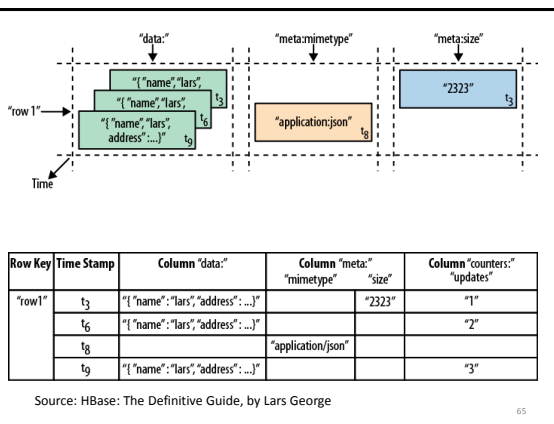 "data:" "meta:mimetype" "meta:size"
"{ "name", "lars",
t3
"2323"
t3
"row 1"
"{ "name", "lars",
t6
"{ "name", "lars",
address" :...}"
t9
"application:json"
t8
Time
Row Key Time Stamp Column "data:" Column "meta:" Column "counters:"
"mimetype" "size" "updates"
"row1" t3 "{ "name" : "lars", "address" : ...}" "2323" "1"
t6 "{ "name" : "lars", "address" : ...}" "2"
t8 "application/json"
t9 "{ "name" : "lars", "address" : ...}" "3"
Source: HBase: The Definitive Guide, by Lars George
65